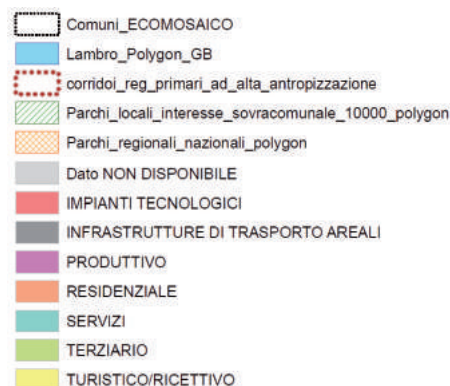 Comuni_ECOMOSAICO
Lambro_Polygon_GB
corridoi_reg_primari_ad_alta_antropizzazione
Parchi_locali_interesse_sovracomunale_10000_polygon
Parchi_regionali_nazionali_polygon
Dato NON DISPONIBILE
IMPIANTI TECNOLOGICI
INFRASTRUTTURE DI TRASPORTO AREALI
PRODUTTIVO
RESIDENZIALE
SERVIZI
TERZIARIO
TURISTICO/RICETTIVO